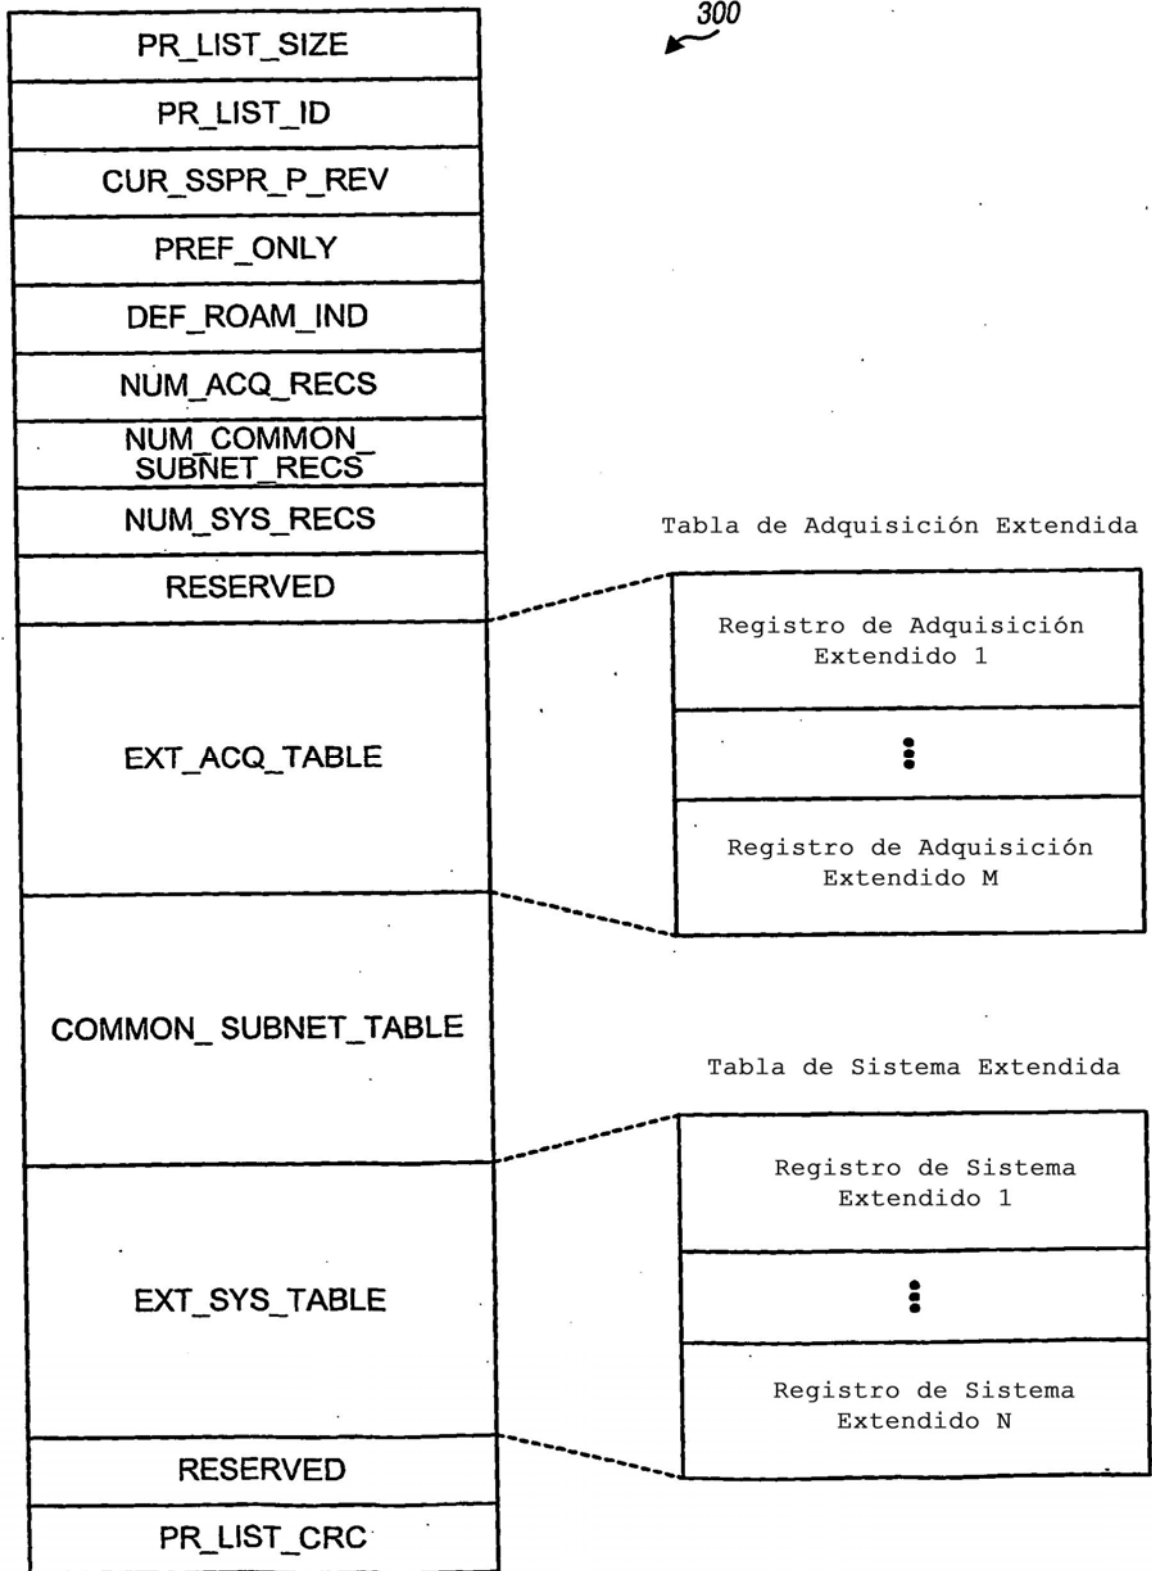 300
PR_LIST_SIZE
PR_LIST_ID
CUR_SSPR_P_REV
PREF_ONLY
DEF_ROAM_IND
NUM_ACQ_RECS
NUM_COMMON_
SUBNET_RECS
NUM_SYS_RECS
RESERVED
EXT_ACQ_TABLE
COMMON_ SUBNET_TABLE
EXT_SYS_TABLE
RESERVED
PR_LIST_CRC
Tabla de Adquisición Extendida
Registro de Adquisición
Extendido 1
Registro de Adquisición
Extendido M
Tabla de Sistema Extendida
Registro de Sistema
Extendido 1
Registro de Sistema
Extendido N